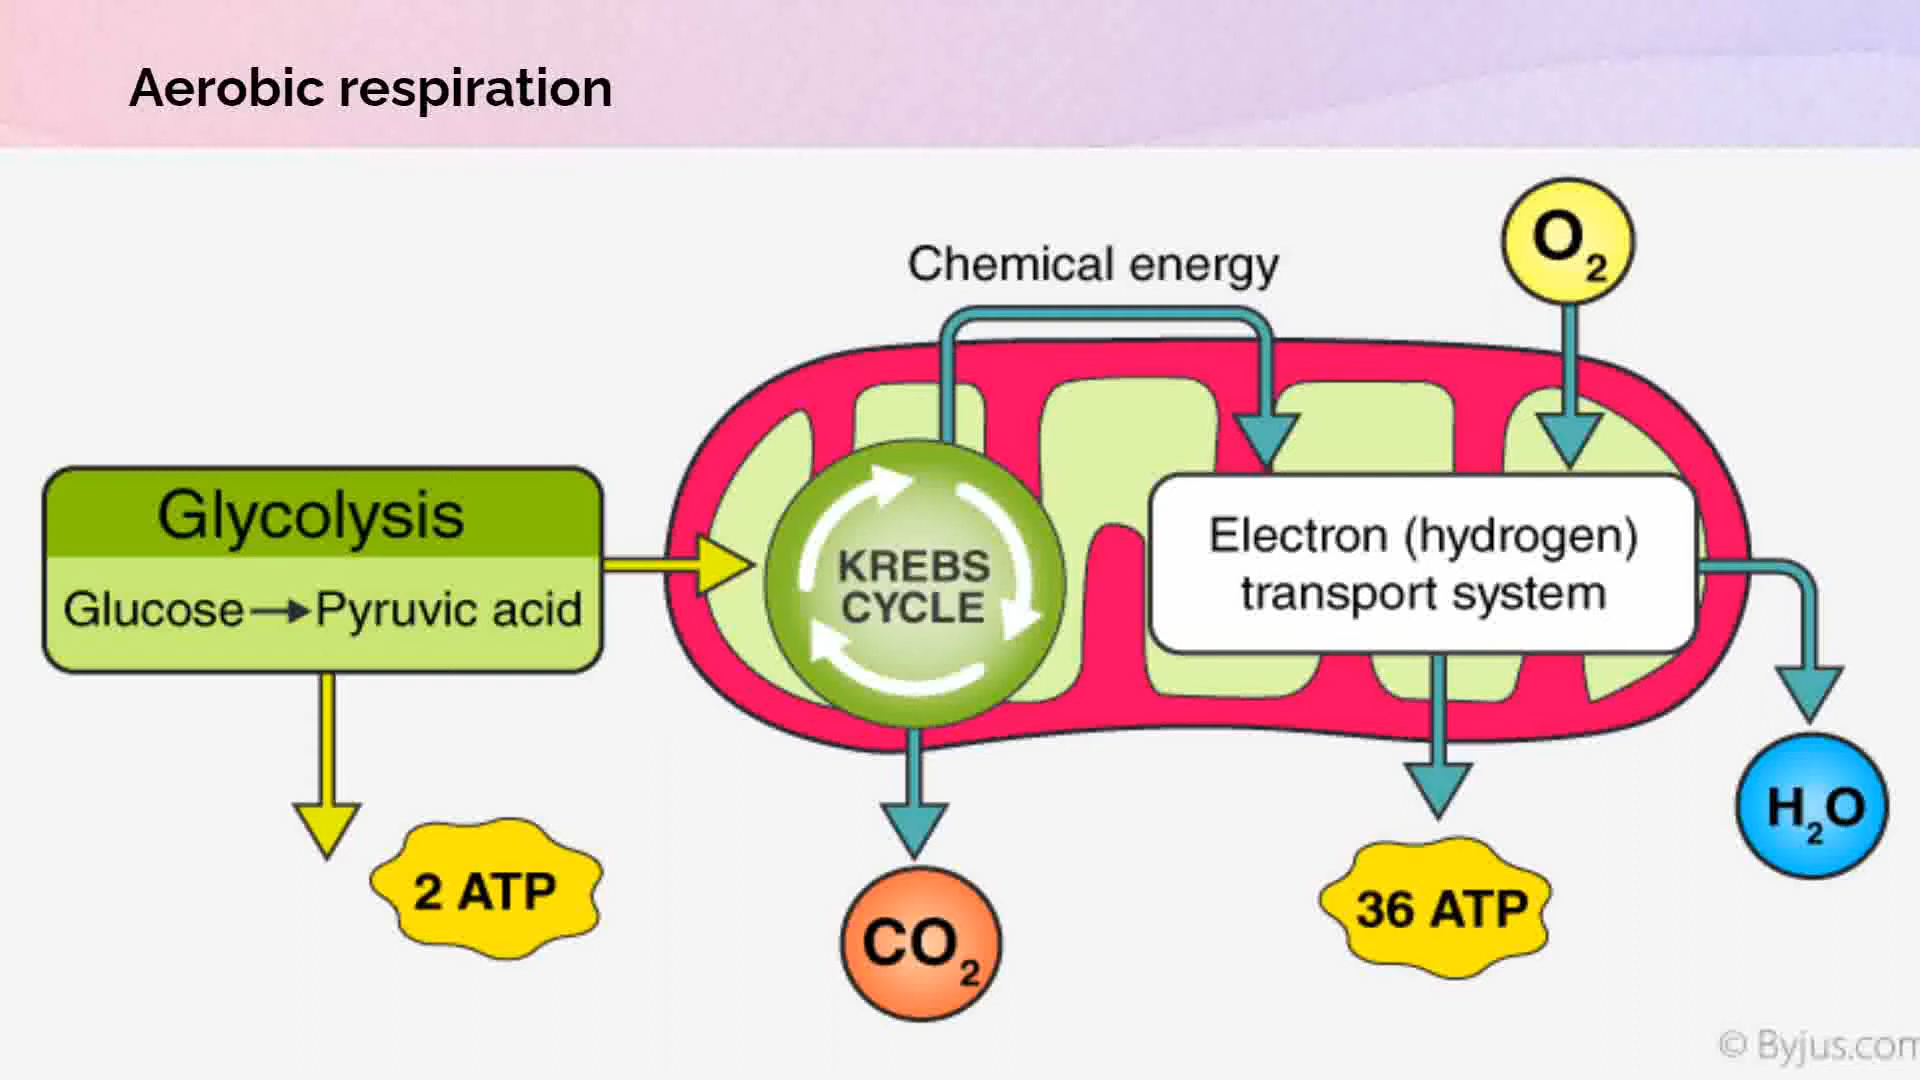 Aerobic respiration
Chemical energy
O₂
Glycolysis
Glucose→Pyruvic acid
KREBS
CYCLE
Electron (hydrogen)
transport system
2 ATP
CO₂
36 ATP
H₂O
© Byjus.com